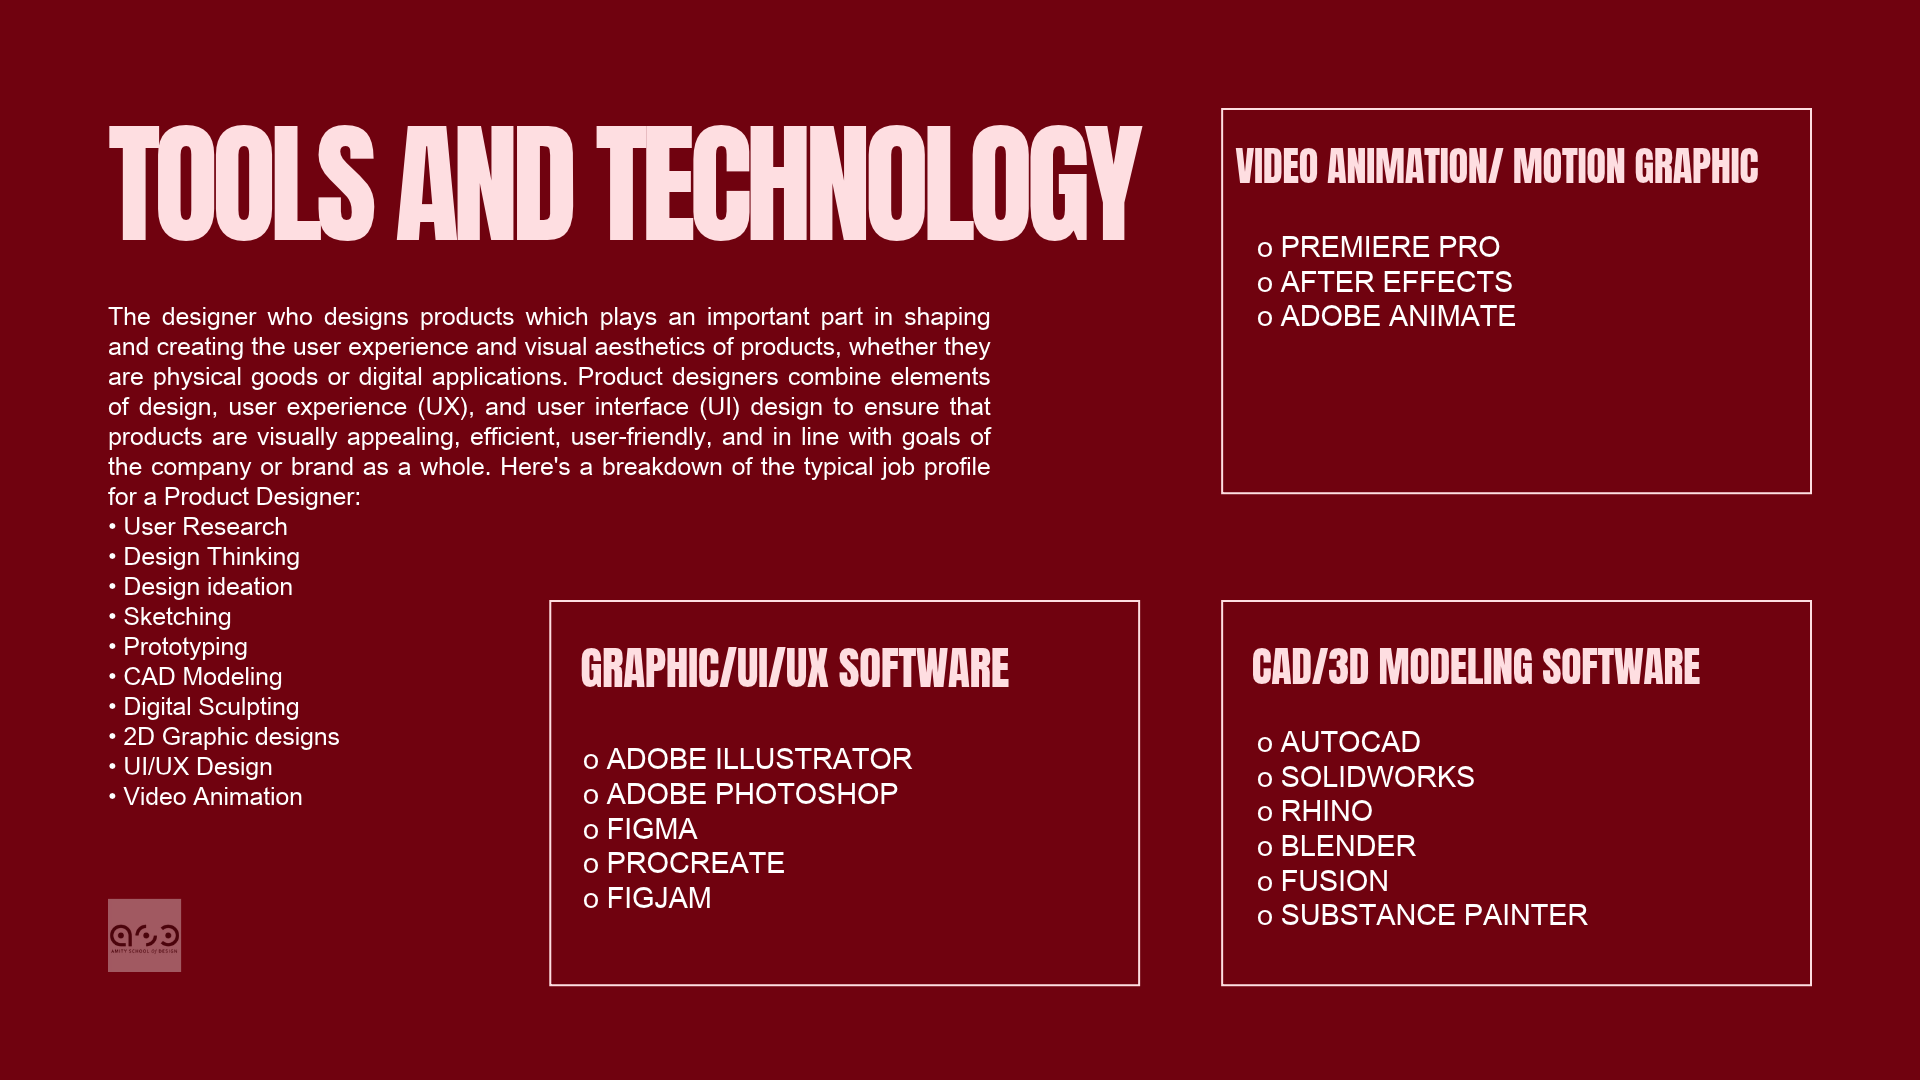 TOOLS AND TECHNOLOGY
The designer who designs products which plays an important part in shaping
and creating the user experience and visual aesthetics of products, whether they
are physical goods or digital applications. Product designers combine elements
of design, user experience (UX), and user interface (UI) design to ensure that
products are visually appealing, efficient, user-friendly, and in line with goals of
the company or brand as a whole. Here's a breakdown of the typical job profile
for a Product Designer:
• User Research
• Design Thinking
• Design ideation
• Sketching
• Prototyping
• CAD Modeling
• Digital Sculpting
• 2D Graphic designs
• UI/UX Design
• Video Animation
AMITY SCHOOL of DESIGN
GRAPHIC/UI/UX SOFTWARE
o ADOBE ILLUSTRATOR
o ADOBE PHOTOSHOP
o FIGMA
o PROCREATE
o FIGJAM
VIDEO ANIMATION/ MOTION GRAPHIC
o PREMIERE PRO
o AFTER EFFECTS
o ADOBE ANIMATE
CAD/3D MODELING SOFTWARE
o AUTOCAD
o SOLIDWORKS
o RHINO
o BLENDER
o FUSION
o SUBSTANCE PAINTER